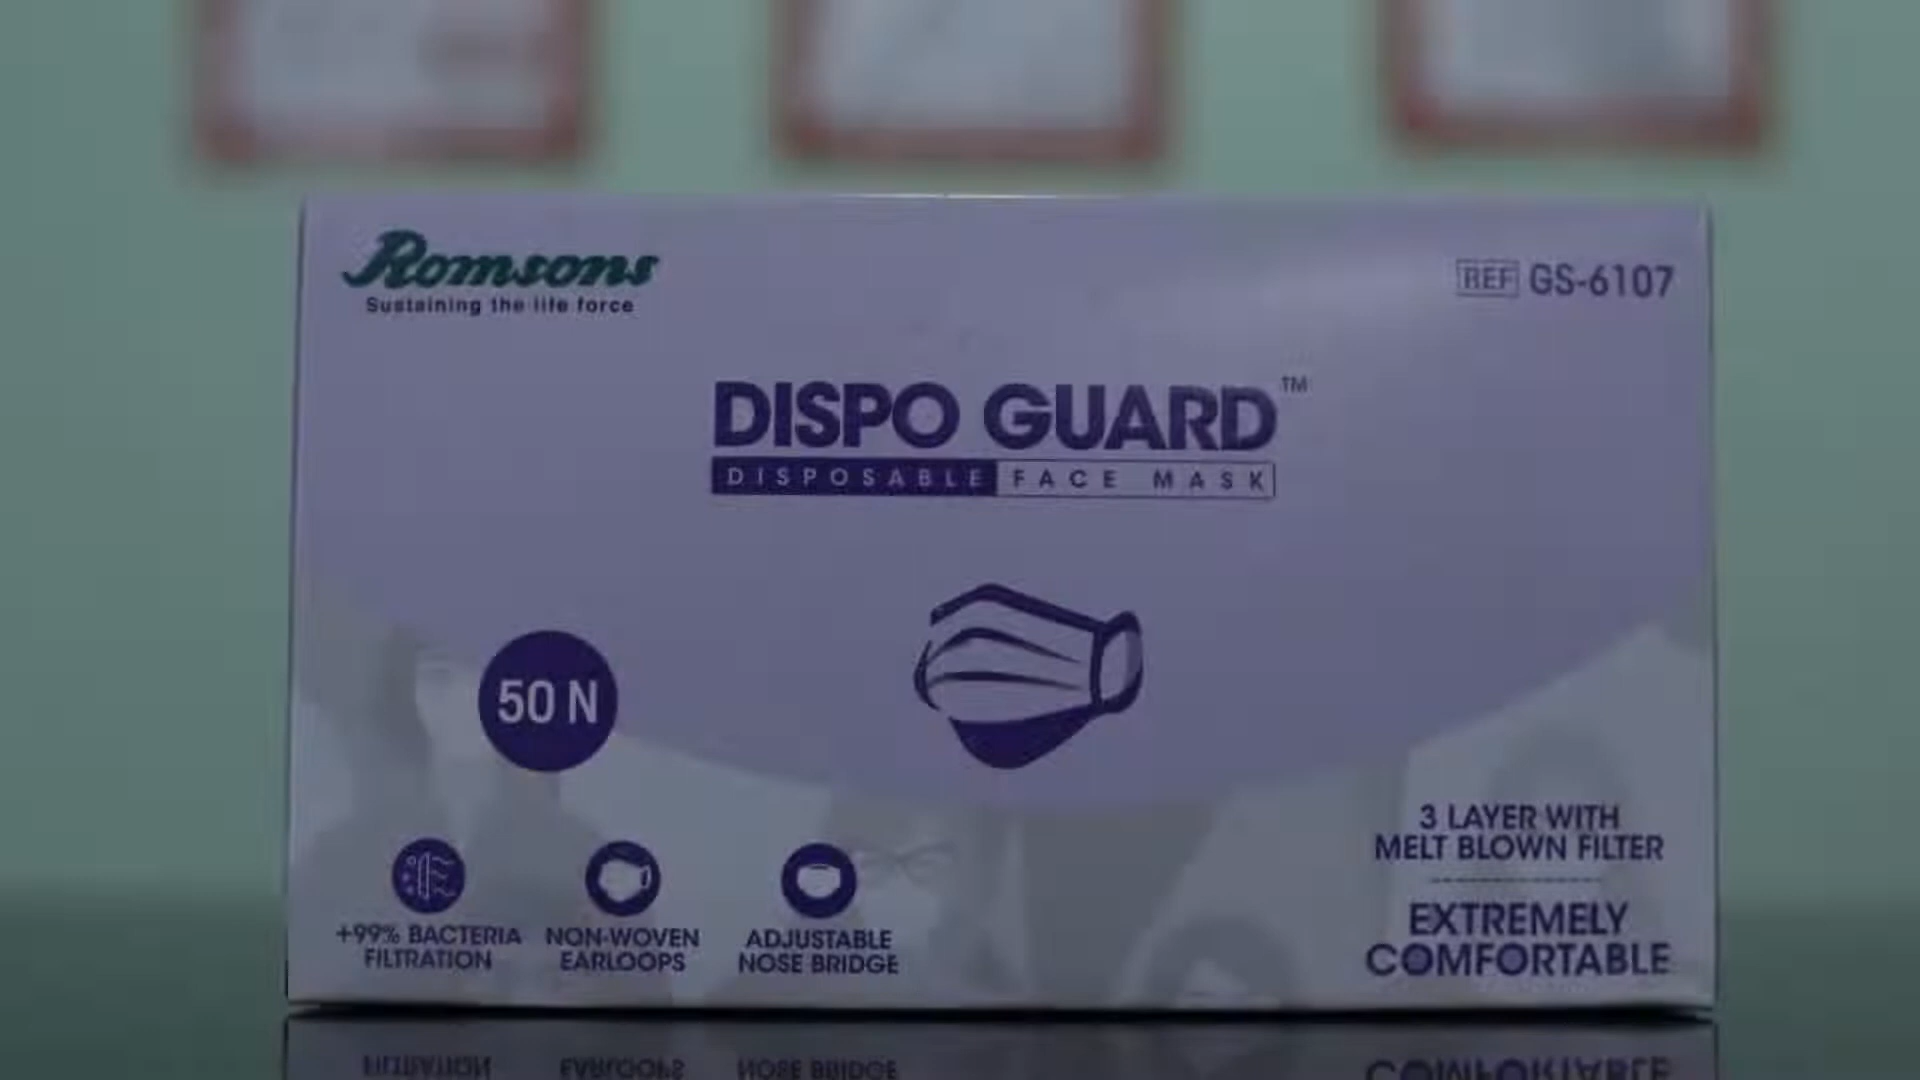 Romsons
Sustaining the life force
REF GS-6107
DISPO GUARD™
DISPOSABLE FACE MASK
50 N
+99% BACTERIA
FILTRATION
NON-WOVEN
EARLOOPS
ADJUSTABLE
NOSE BRIDGE
3 LAYER WITH
MELT BLOWN FILTER
EXTREMELY
COMFORTABLE